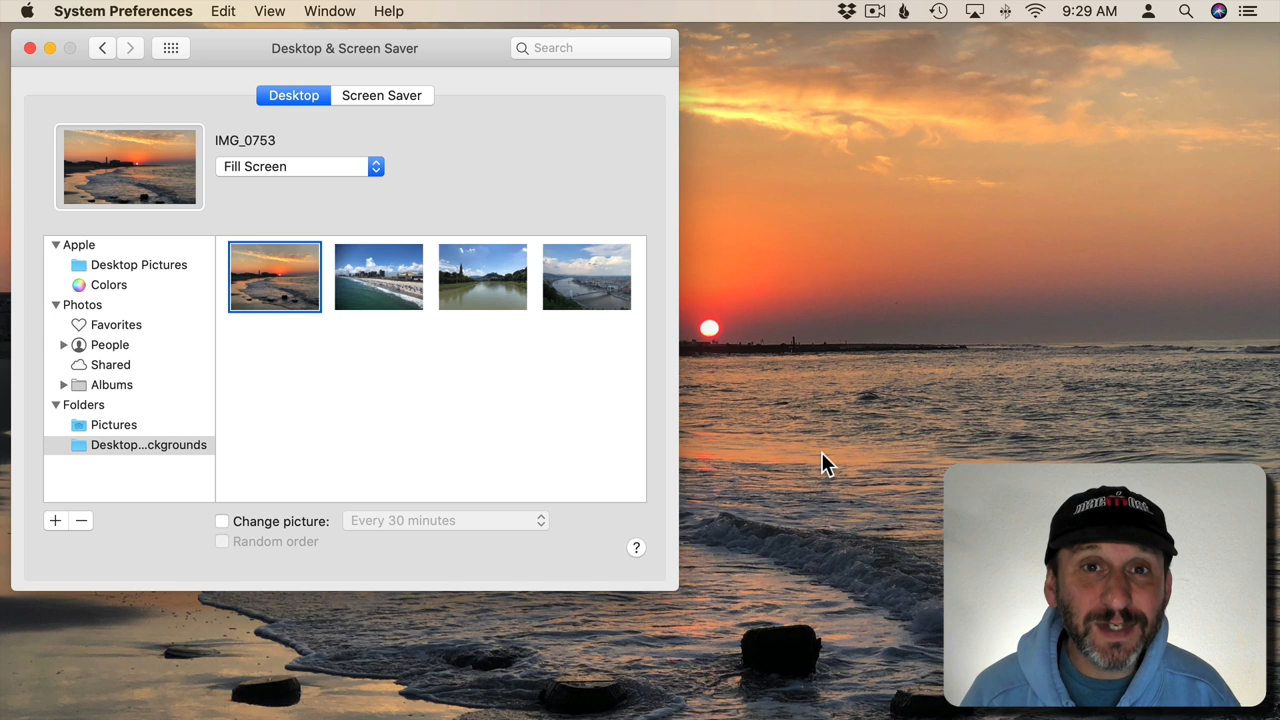 System Preferences Edit View Window Help 9:29 AM
Desktop & Screen Saver Search
Desktop Screen Saver
IMG_0753
Fill Screen
Apple
Desktop Pictures
Colors
Photos
Favorites
People
Shared
Albums
Folders
Pictures
Desktop...ckgrounds
+ − Change picture: Every 30 minutes
Random order
?